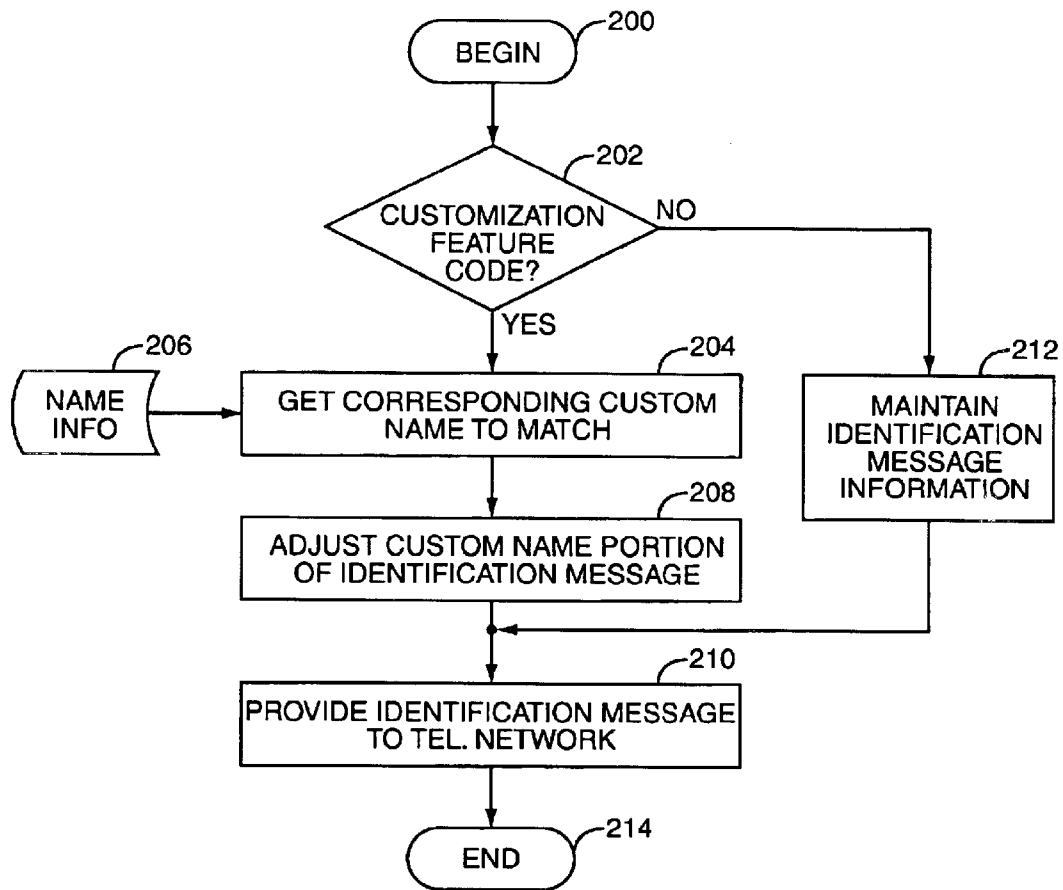 200
BEGIN
202
CUSTOMIZATION
FEATURE
CODE?
NO
YES
206
NAME
INFO
204
GET CORRESPONDING CUSTOM
NAME TO MATCH
212
MAINTAIN
IDENTIFICATION
MESSAGE
INFORMATION
208
ADJUST CUSTOM NAME PORTION
OF IDENTIFICATION MESSAGE
210
PROVIDE IDENTIFICATION MESSAGE
TO TEL. NETWORK
214
END